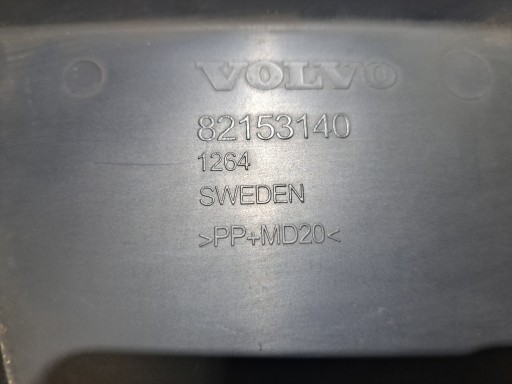 VOLVO
82153140
1264
SWEDEN
>PP+MD20<